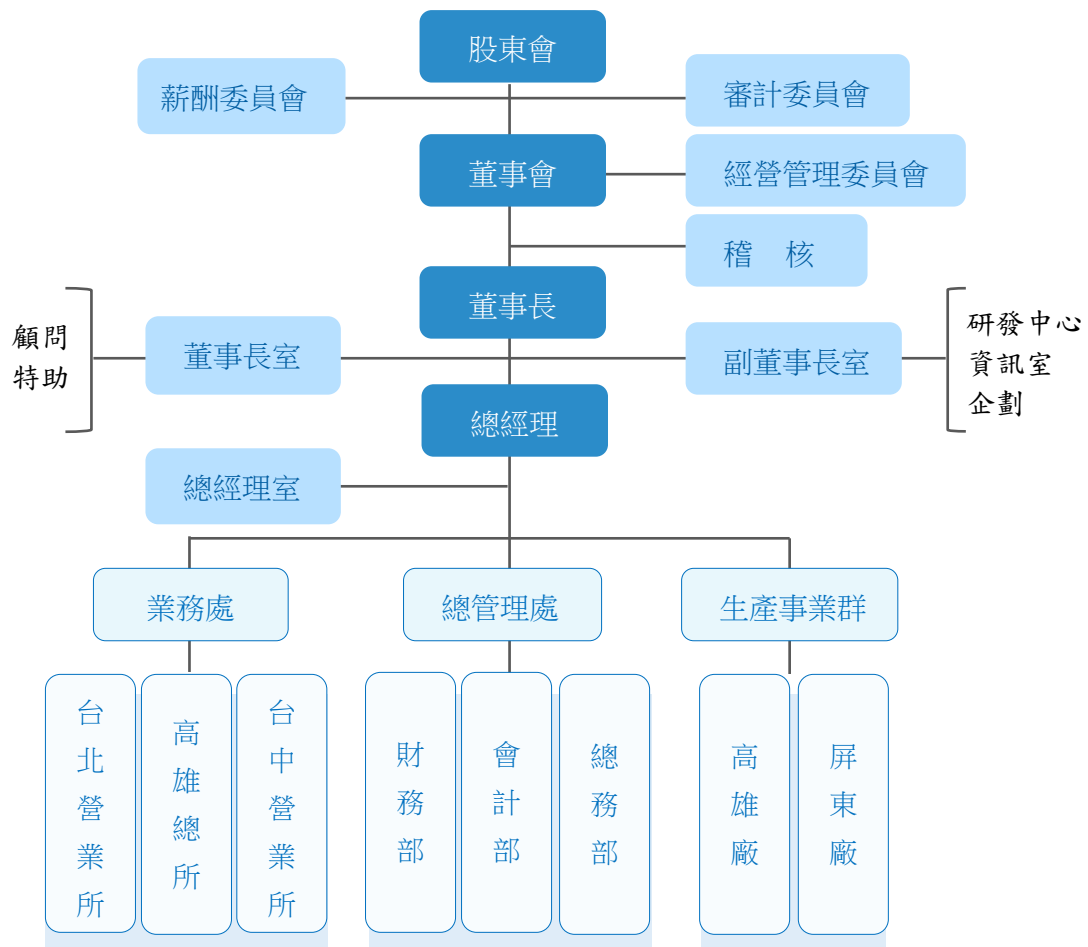 股東會
薪酬委員會
審計委員會
董事會
經營管理委員會
稽 核
董事長
顧問
特助
董事長室
副董事長室
研發中心
資訊室
企劃
總經理
總經理室
業務處
總管理處
生產事業群
台北營業所
高雄總所
台中營業所
財務部
會計部
總務部
高雄廠
屏東廠